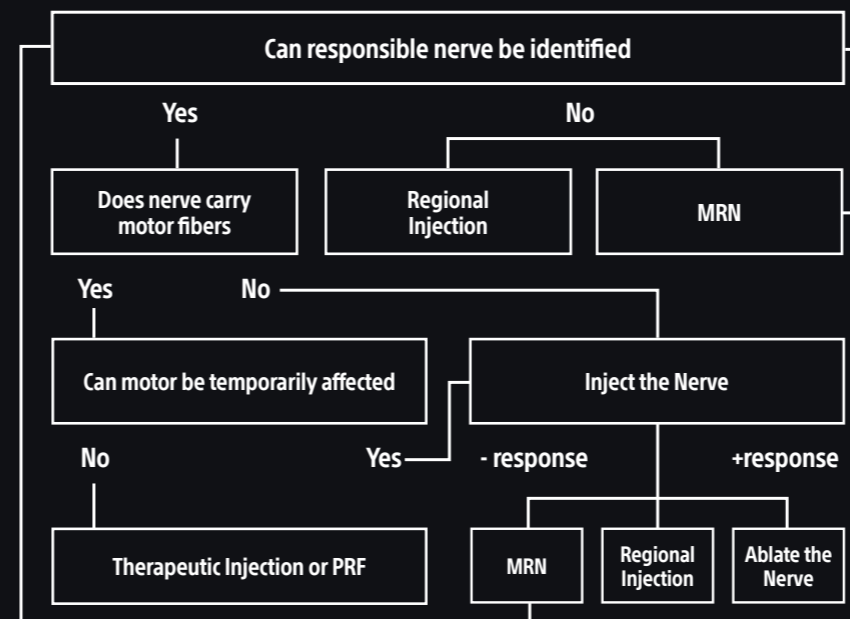 Can responsible nerve be identified
Yes
No
Does nerve carry
motor fibers
Regional
Injection
MRN
Yes
No
Can motor be temporarily affected
Inject the Nerve
No
Yes
- response
+response
Therapeutic Injection or PRF
MRN
Regional
Injection
Ablate the
Nerve